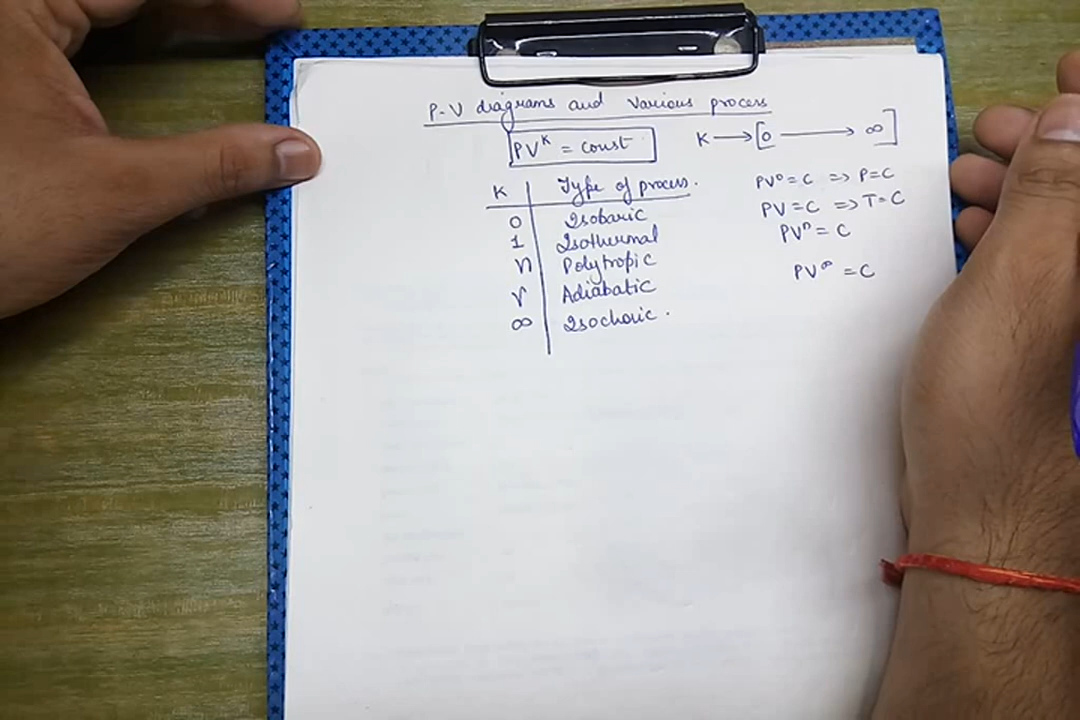 P-V diagrams and various process
PV^K = const K → [0 → ∞]
K Type of process.
0 Isobaric
1 Isothermal
n Polytropic
γ Adiabatic
∞ Isochoric.
PV⁰ = C => P=C
PV = C => T=C
PVⁿ = C
PV^∞ = C